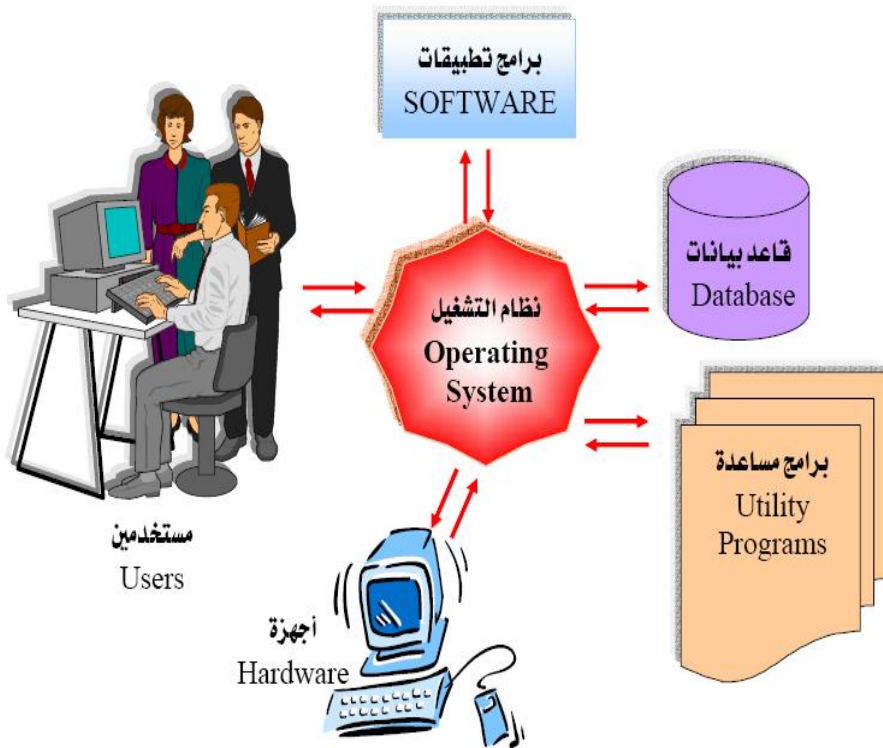 برامج تطبيقات
SOFTWARE
قاعد بيانات
Database
نظام التشغيل
Operating
System
برامج مساعدة
Utility
Programs
مستخدمين
Users
أجهزة
Hardware